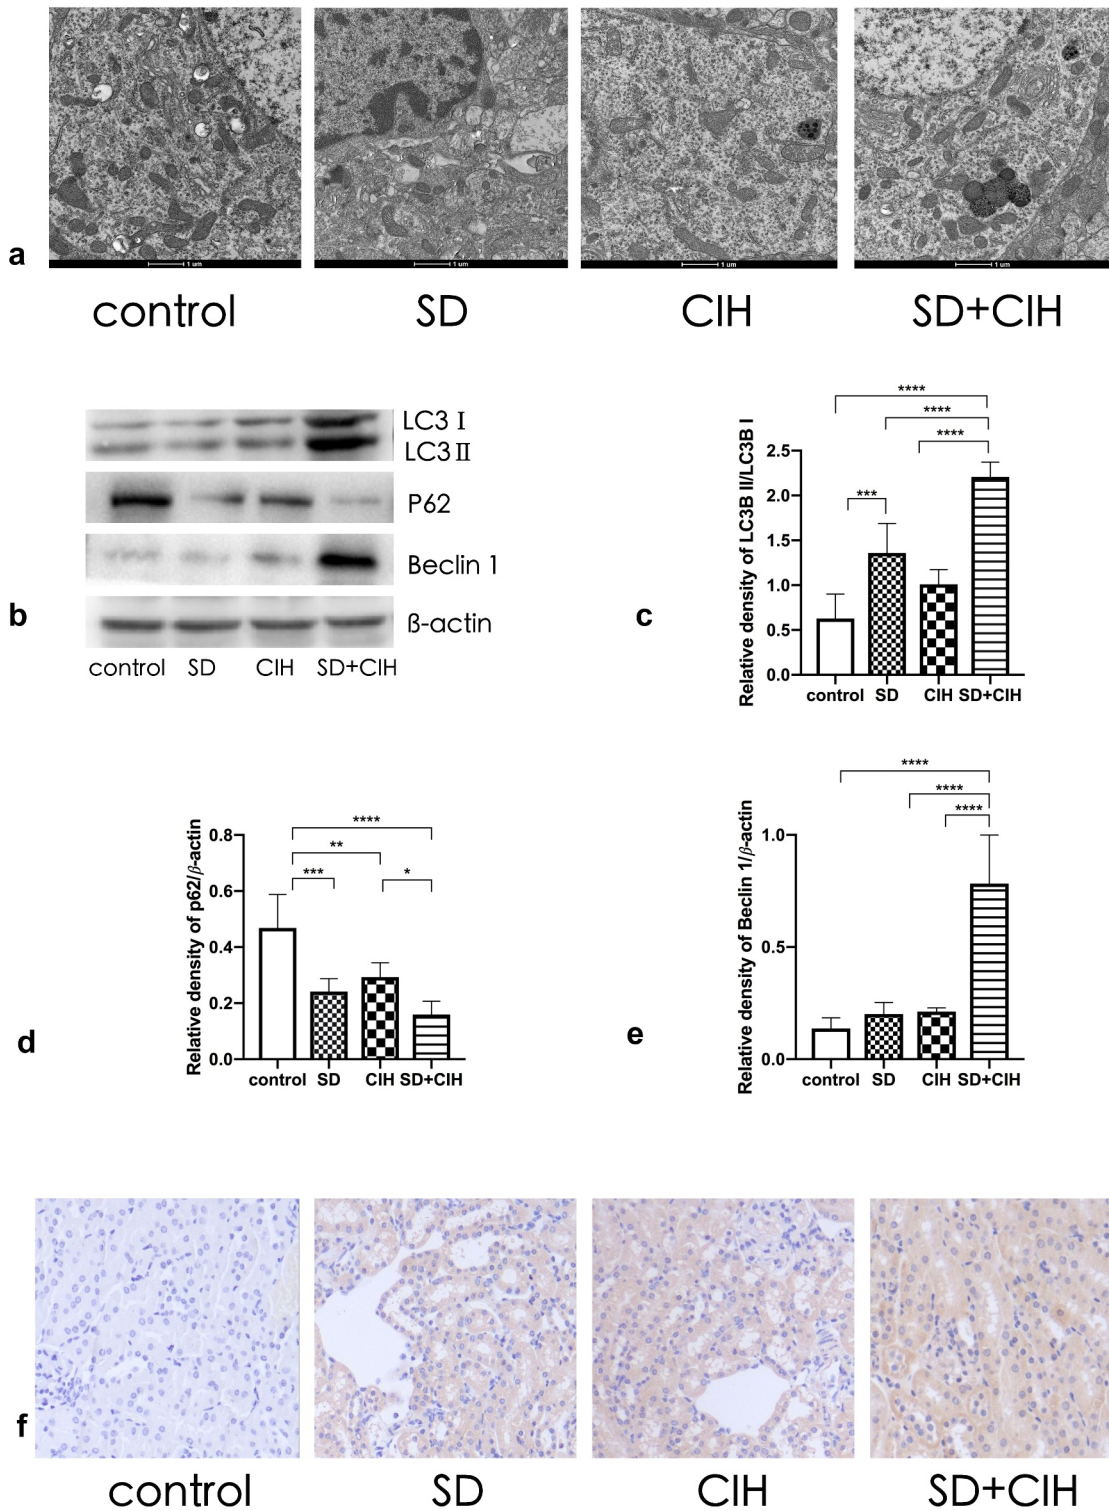 1 um
1 um
1 um
1 um
a
control SD CIH SD+CIH
LC3 Ⅰ
LC3 Ⅱ
P62
Beclin 1
ß-actin
control SD CIH SD+CIH
b
****
****
****
***
Relative density of LC3B II/LC3B I
2.5
2.0
1.5
1.0
0.5
0.0
control SD CIH SD+CIH
c
****
**
***
*
Relative density of p62/β-actin
0.8
0.6
0.4
0.2
0.0
control SD CIH SD+CIH
d
****
****
****
Relative density of Beclin 1/β-actin
1.0
0.5
0.0
control SD CIH SD+CIH
e
f
control SD CIH SD+CIH